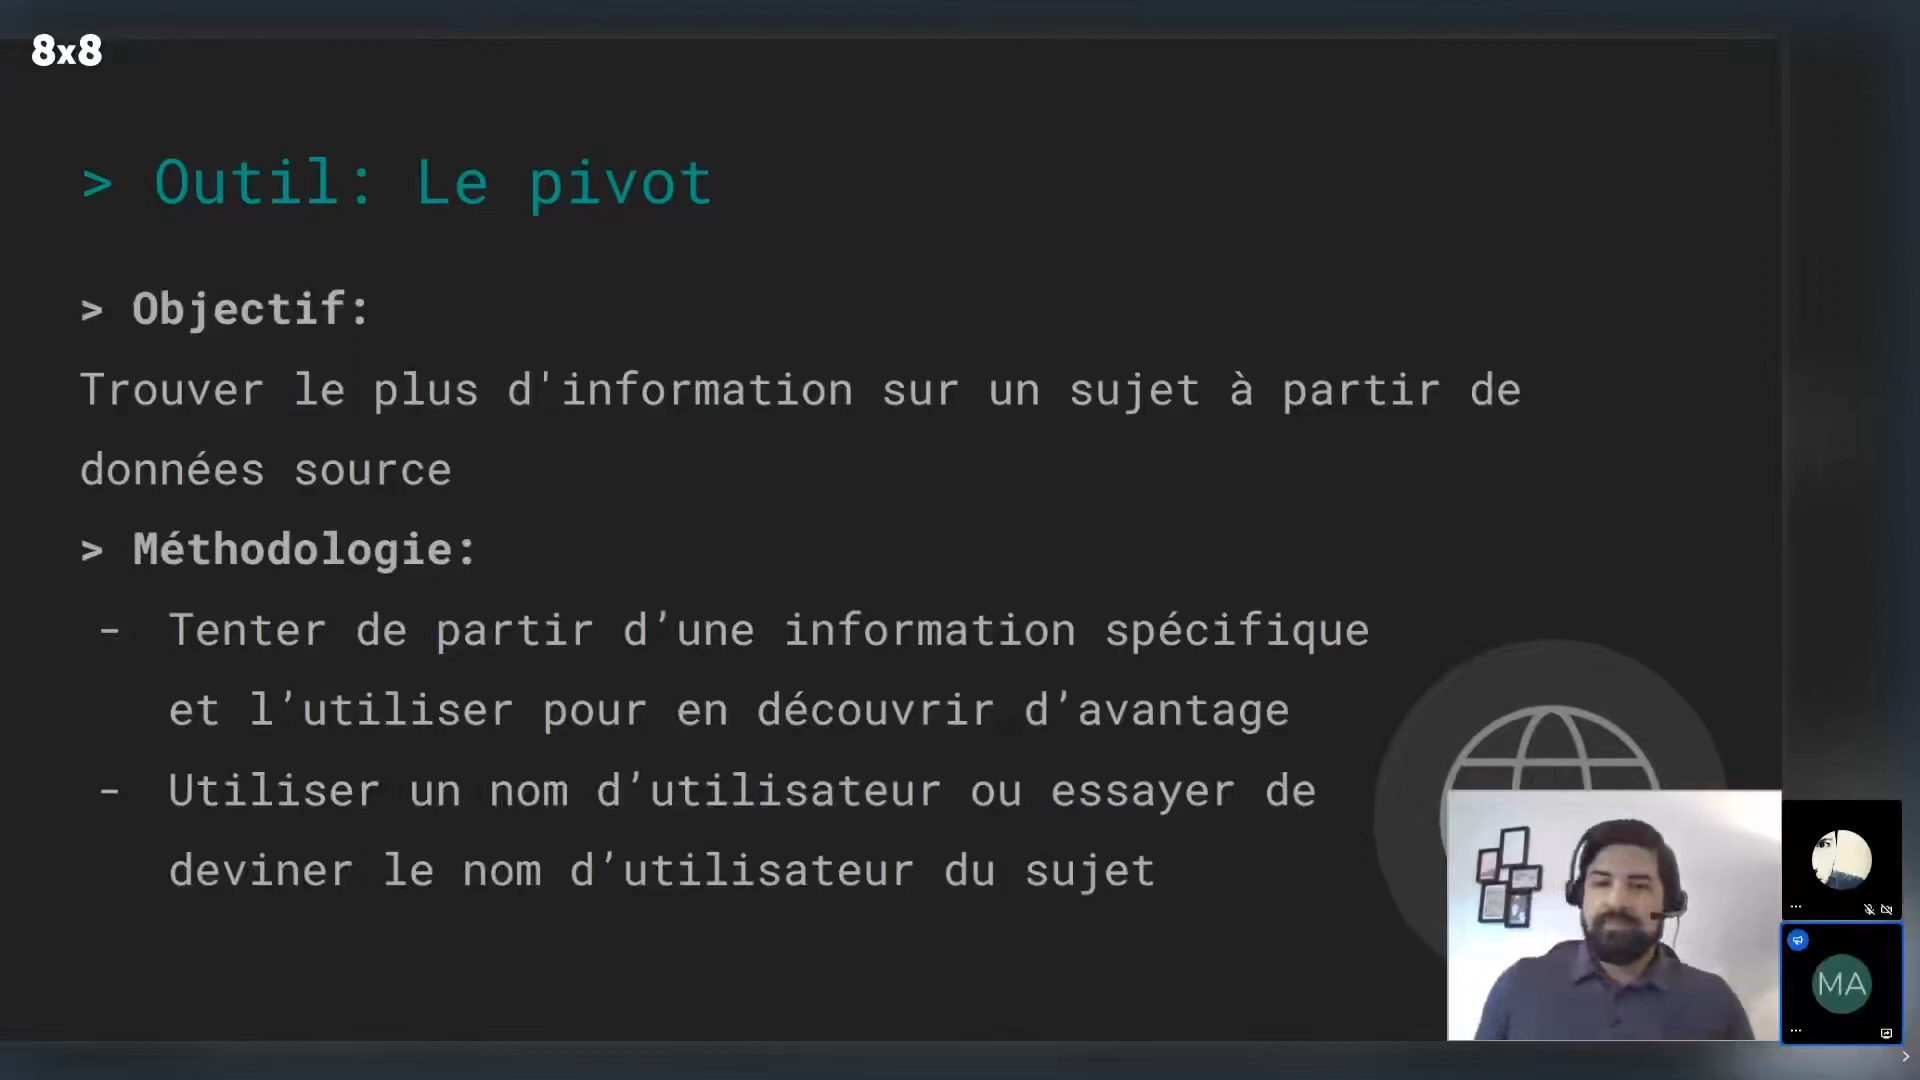 8x8
> Outil: Le pivot
> Objectif:
Trouver le plus d'information sur un sujet à partir de
données source
> Méthodologie:
- Tenter de partir d’une information spécifique
et l’utiliser pour en découvrir d’avantage
- Utiliser un nom d’utilisateur ou essayer de
deviner le nom d’utilisateur du sujet
MA